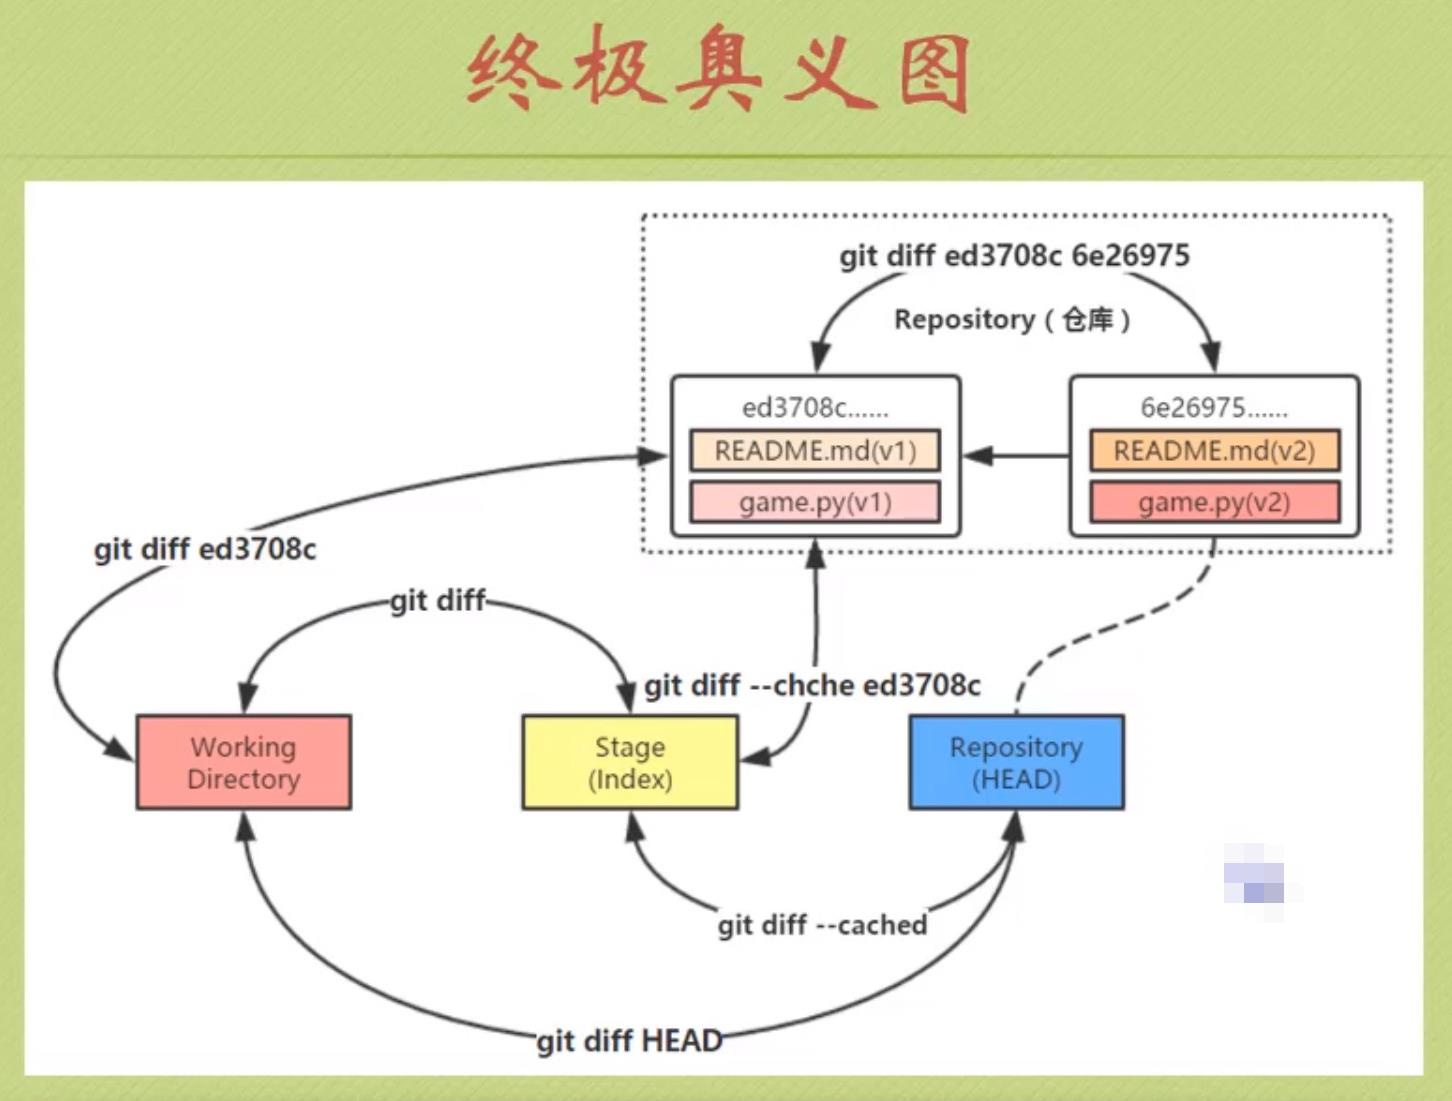 终极奥义图
git diff ed3708c 6e26975
Repository（仓库）
ed3708c......
README.md(v1)
game.py(v1)
6e26975......
README.md(v2)
game.py(v2)
git diff ed3708c
git diff
git diff --chche ed3708c
Working
Directory
Stage
(Index)
Repository
(HEAD)
git diff --cached
git diff HEAD